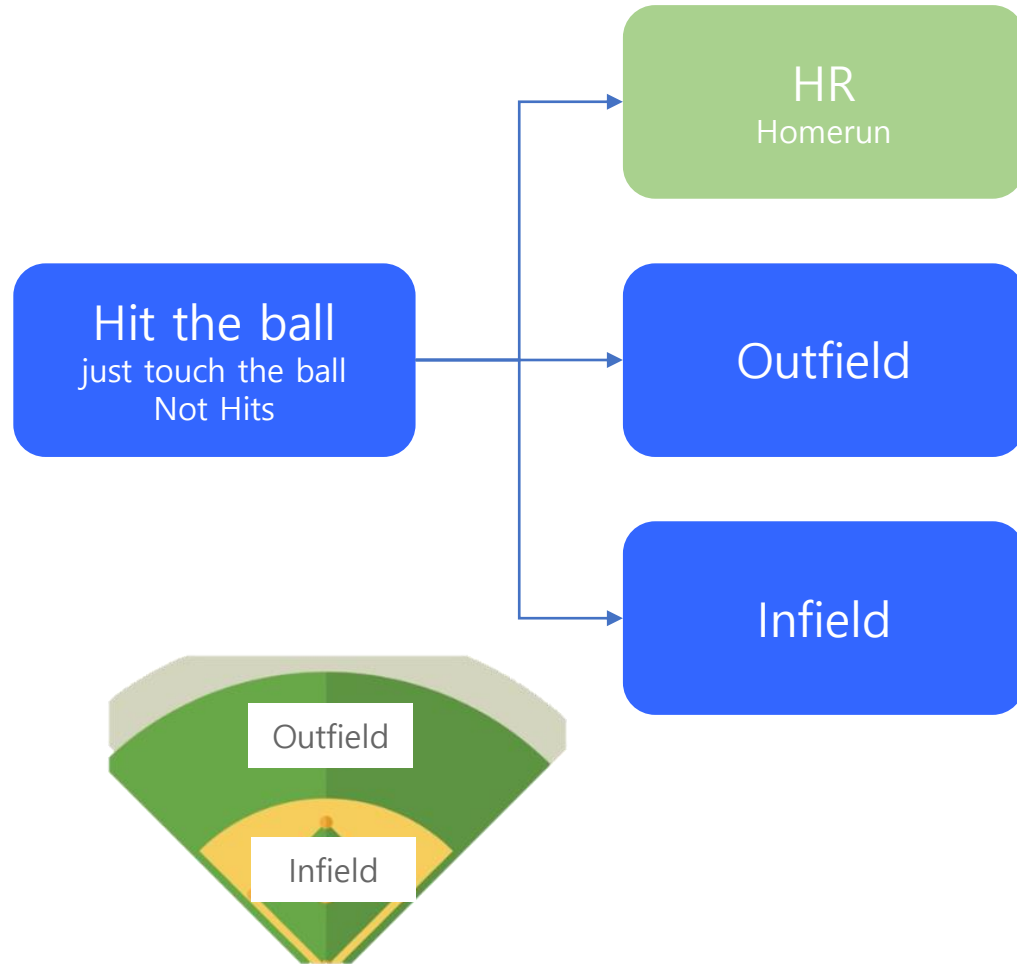 HR
Homerun
Hit the ball
just touch the ball
Not Hits
Outfield
Infield
Outfield
Infield